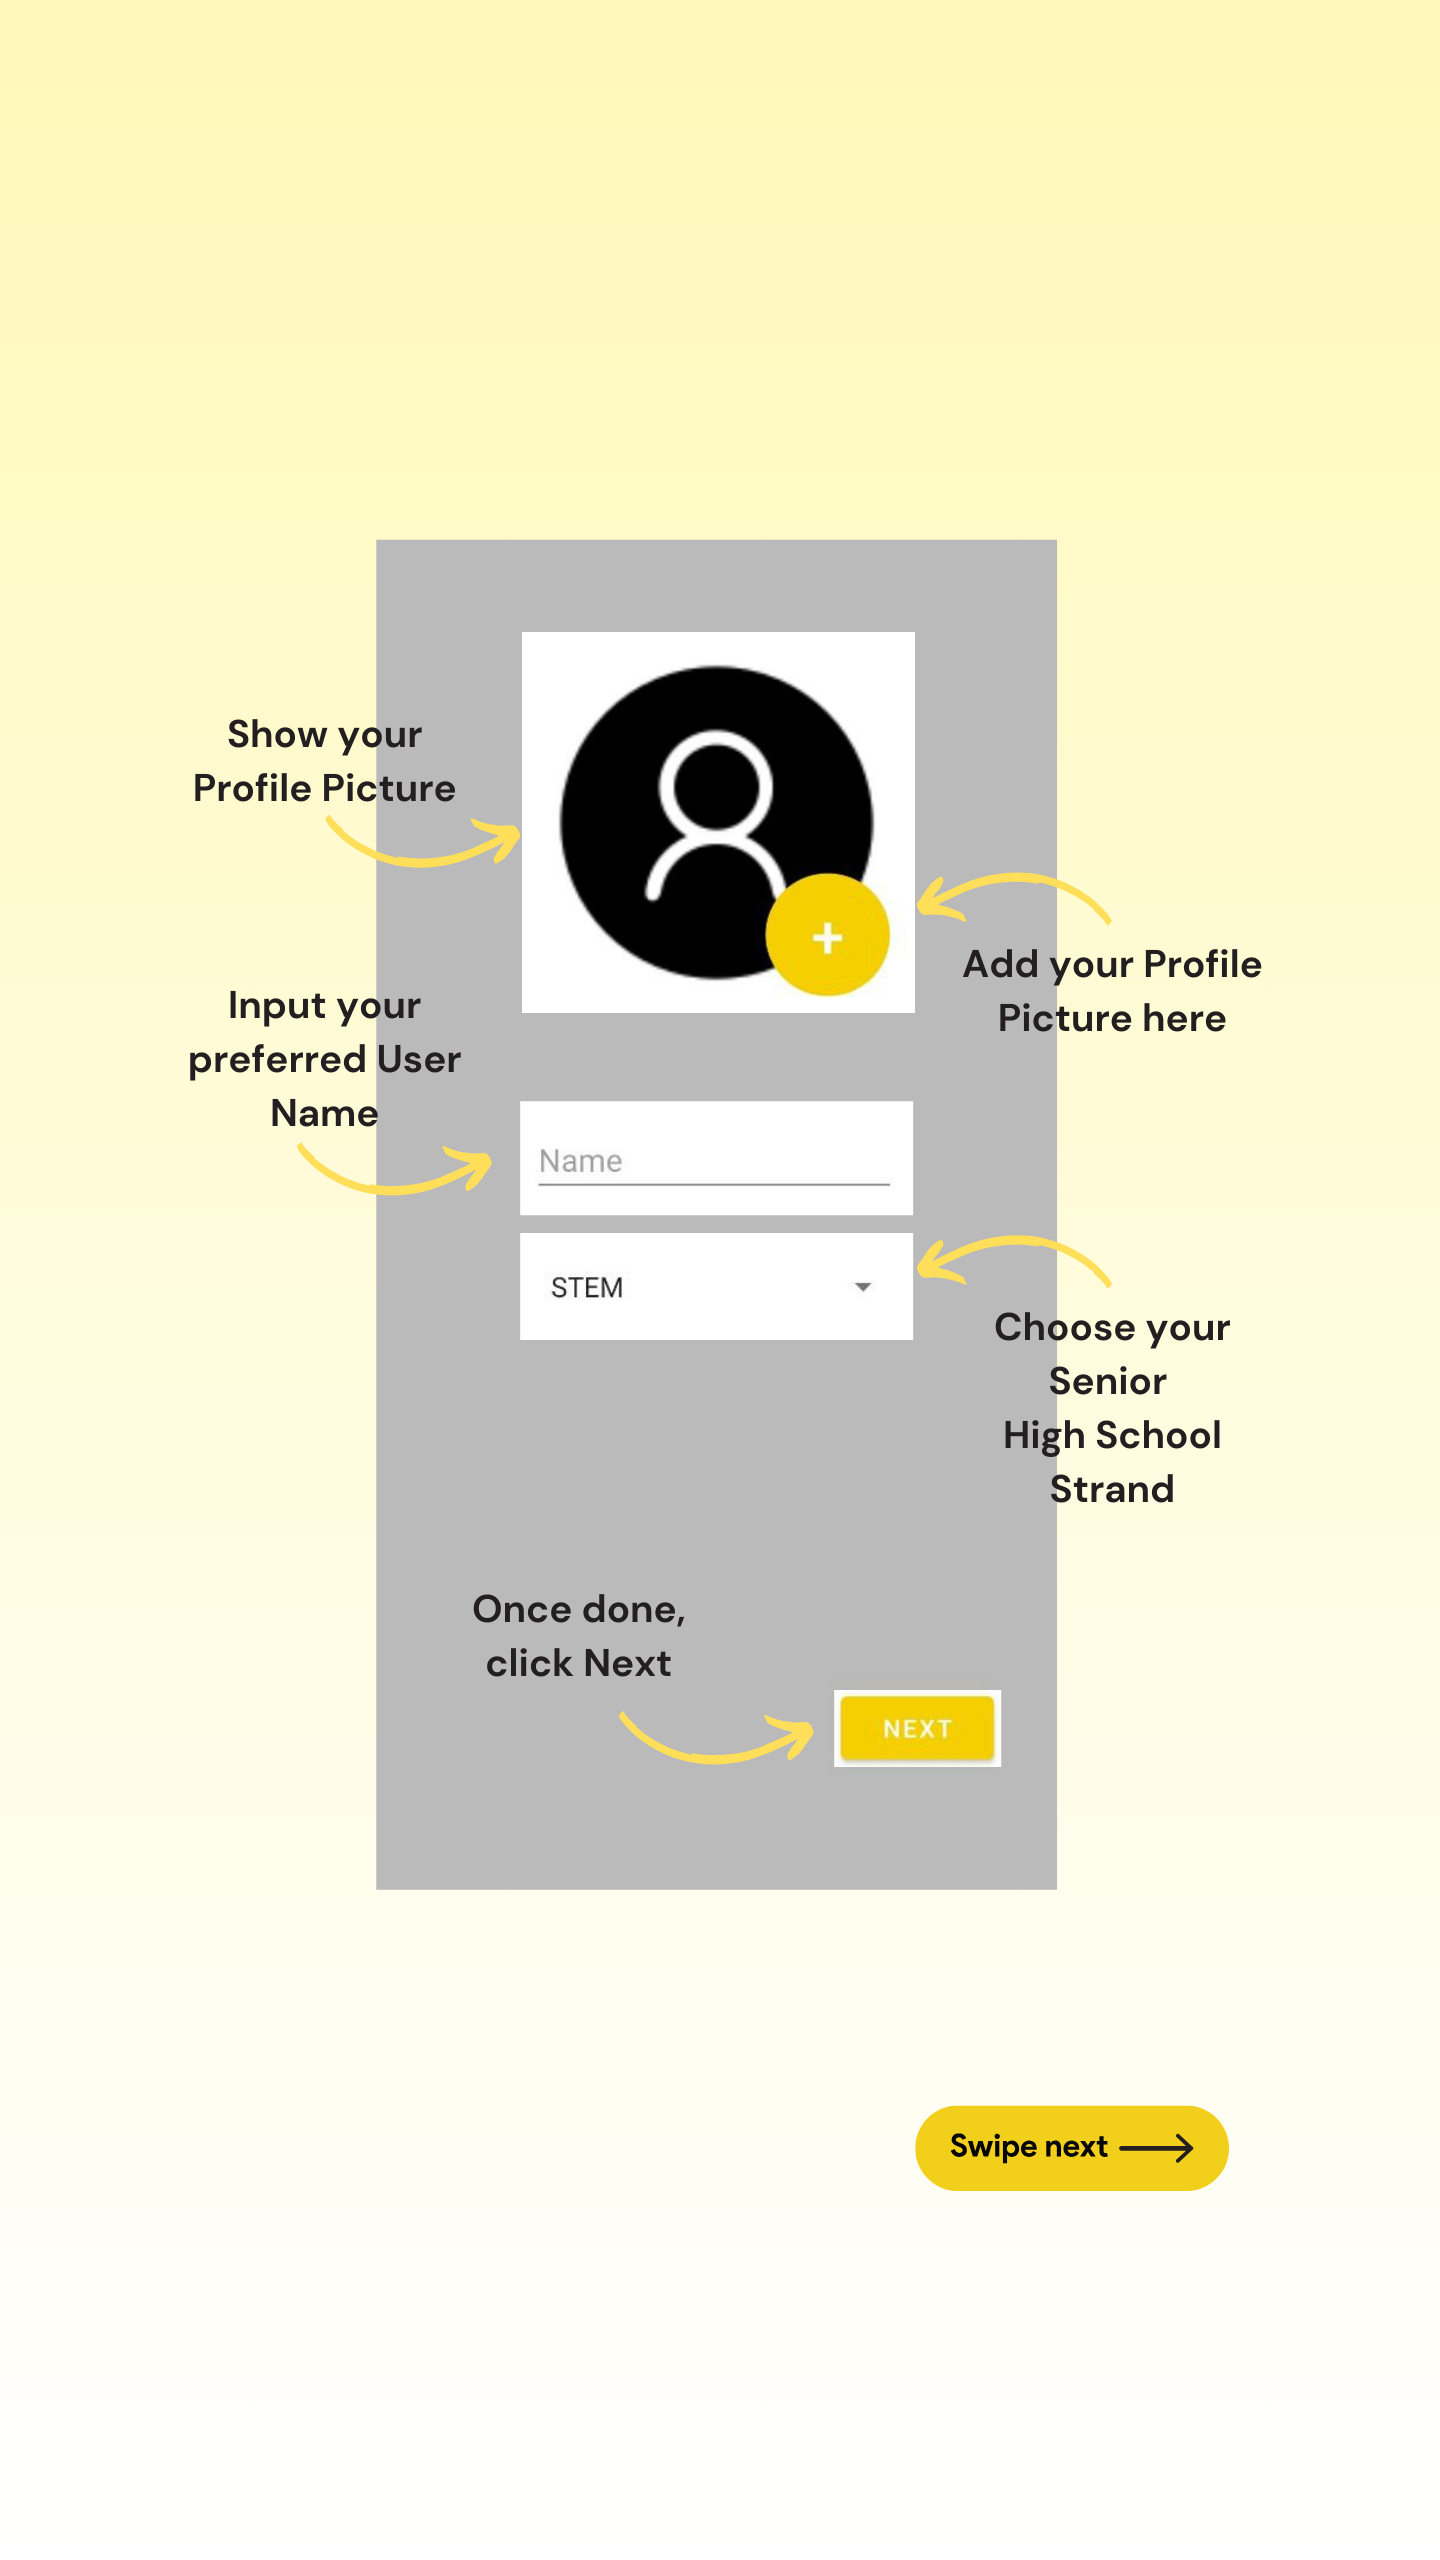 Show your
Profile Picture
Add your Profile
Picture here
Input your
preferred User
Name
Name
STEM
Choose your
Senior
High School
Strand
Once done,
click Next
NEXT
Swipe next